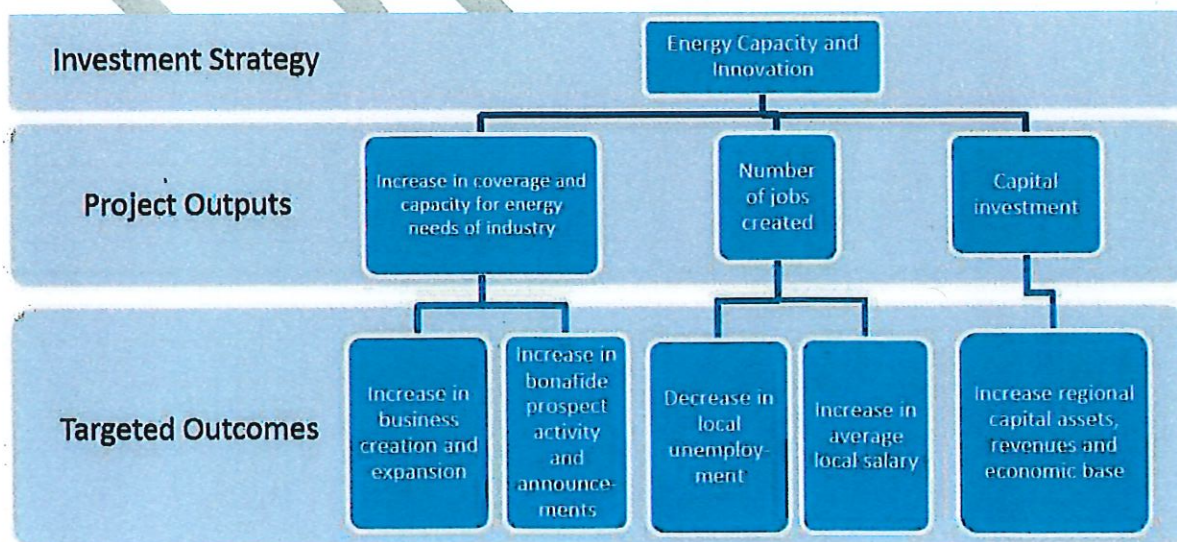 Investment Strategy
Energy Capacity and
Innovation
Project Outputs
Increase in coverage and
capacity for energy
needs of industry
Number
of jobs
created
Capital
investment
Targeted Outcomes
Increase in
business
creation and
expansion
Increase in
bonafide
prospect
activity
and
announce-
ments
Decrease in
local
unemploy-
ment
Increase in
average
local salary
Increase regional
capital assets,
revenues and
economic base